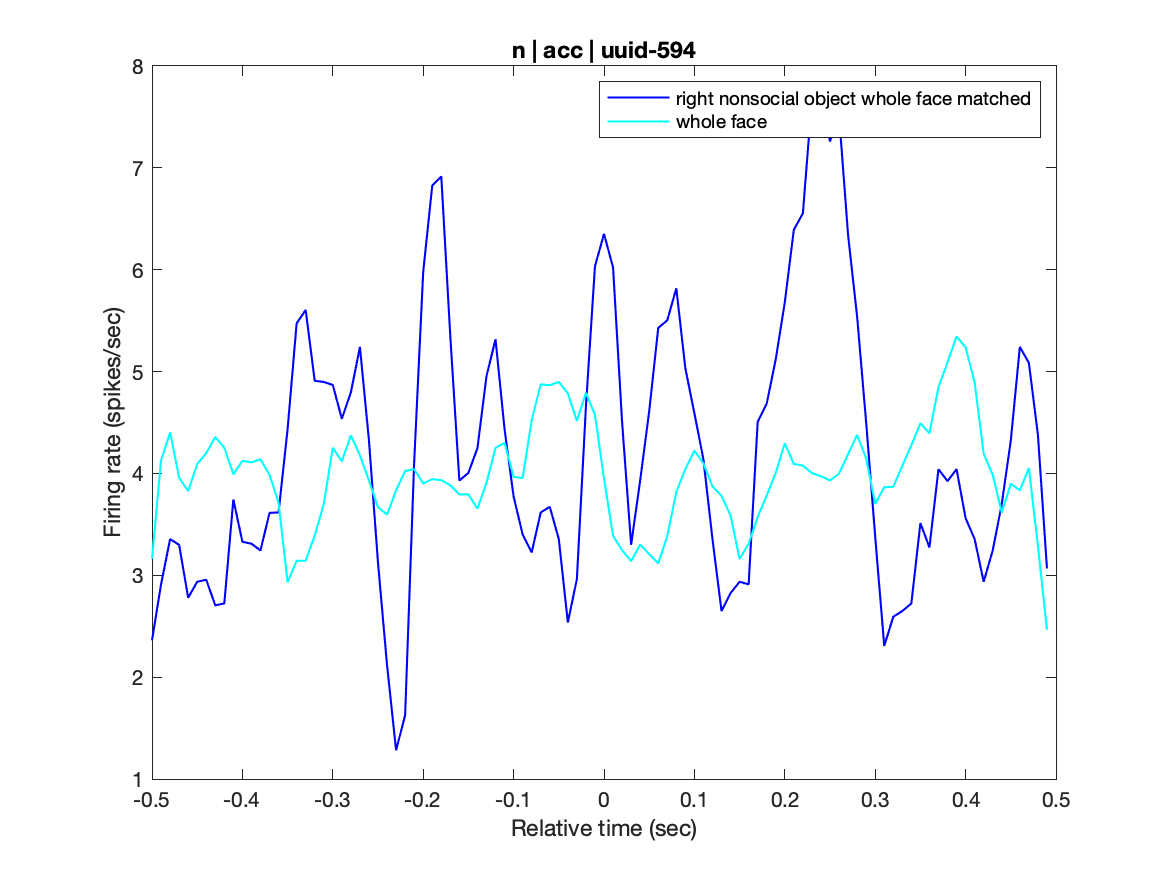 n | acc | uuid-594
right nonsocial object whole face matched
whole face
8
7
6
5
4
3
2
1
Firing rate (spikes/sec)
-0.5 -0.4 -0.3 -0.2 -0.1 0 0.1 0.2 0.3 0.4 0.5
Relative time (sec)